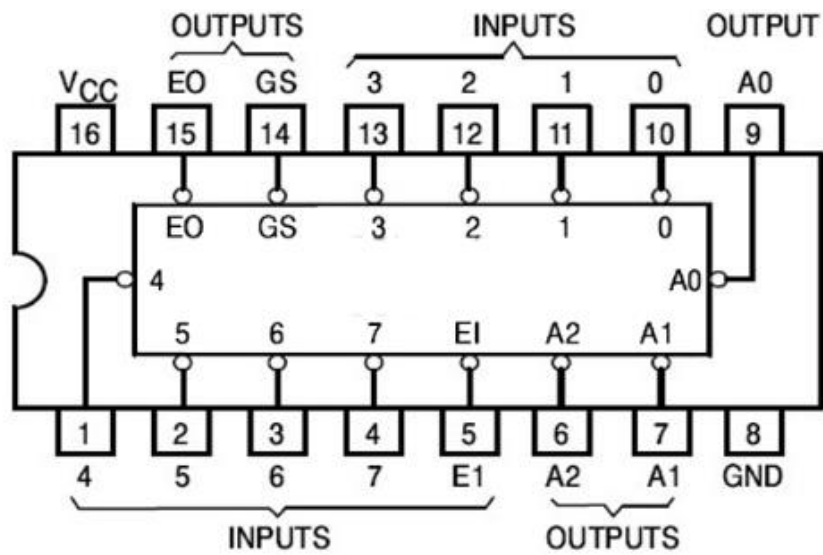 OUTPUTS INPUTS OUTPUT
VCC EO GS 3 2 1 0 A0
16 15 14 13 12 11 10 9
EO GS 3 2 1 0
4 A0
5 6 7 EI A2 A1
1 2 3 4 5 6 7 8
4 5 6 7 E1 A2 A1 GND
INPUTS OUTPUTS